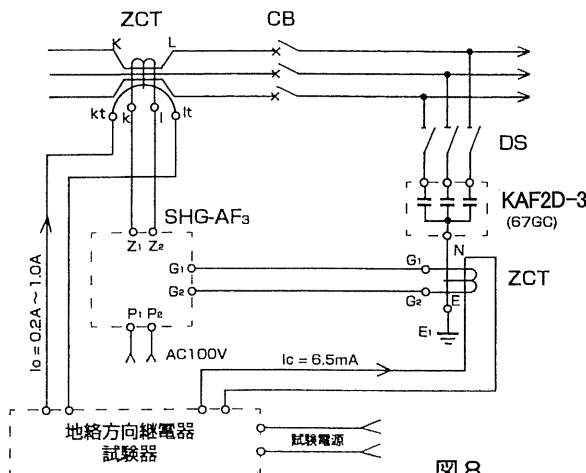 ZCT
CB
K
L
kt
k
l
lt
DS
SHG-AF₃
KAF2D-3
(67GC)
Z₁
Z₂
G₁
G₂
G₁
G₂
N
ZCT
E
E₁
P₁
P₂
AC100V
Io = 0.2A ~ 1.0A
Ic = 6.5mA
地絡方向継電器
試験器
試験電源
図8